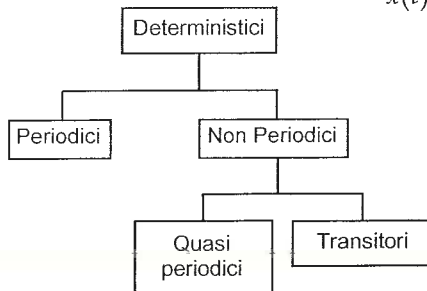 Deterministici
Periodici
Non Periodici
Quasi
periodici
Transitori